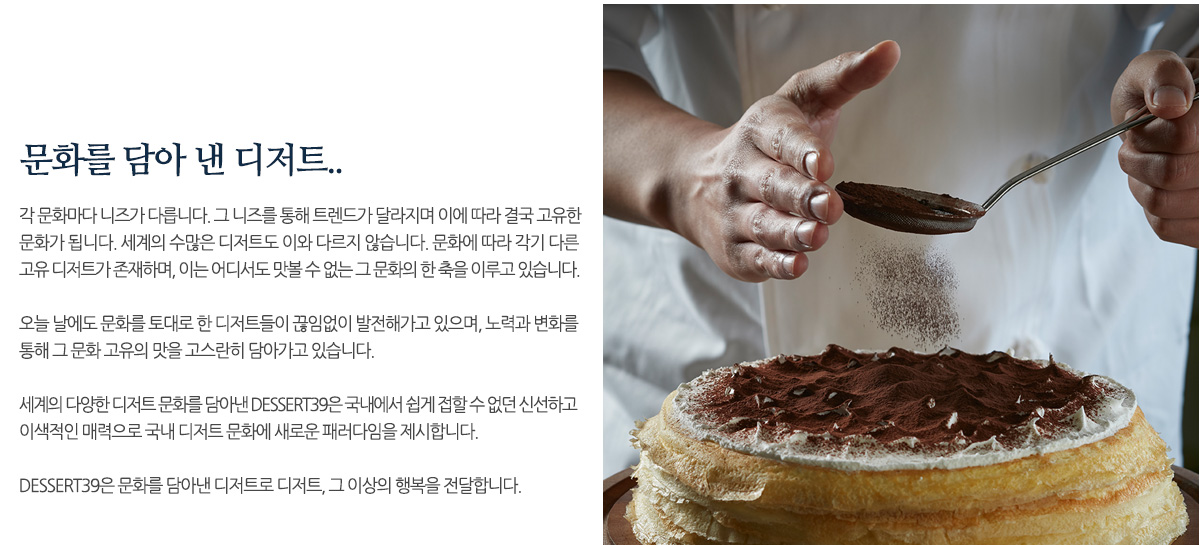 문화를 담아 낸 디저트..
각 문화마다 니즈가 다릅니다. 그 니즈를 통해 트렌드가 달라지며 이에 따라 결국 고유한
문화가 됩니다. 세계의 수많은 디저트도 이와 다르지 않습니다. 문화에 따라 각기 다른
고유 디저트가 존재하며, 이는 어디서도 맛볼 수 없는 그 문화의 한 축을 이루고 있습니다.
오늘 날에도 문화를 토대로 한 디저트들이 끊임없이 발전해가고 있으며, 노력과 변화를
통해 그 문화 고유의 맛을 고스란히 담아가고 있습니다.
세계의 다양한 디저트 문화를 담아낸 DESSERT39은 국내에서 쉽게 접할 수 없던 신선하고
이색적인 매력으로 국내 디저트 문화에 새로운 패러다임을 제시합니다.
DESSERT39은 문화를 담아낸 디저트로 디저트, 그 이상의 행복을 전달합니다.